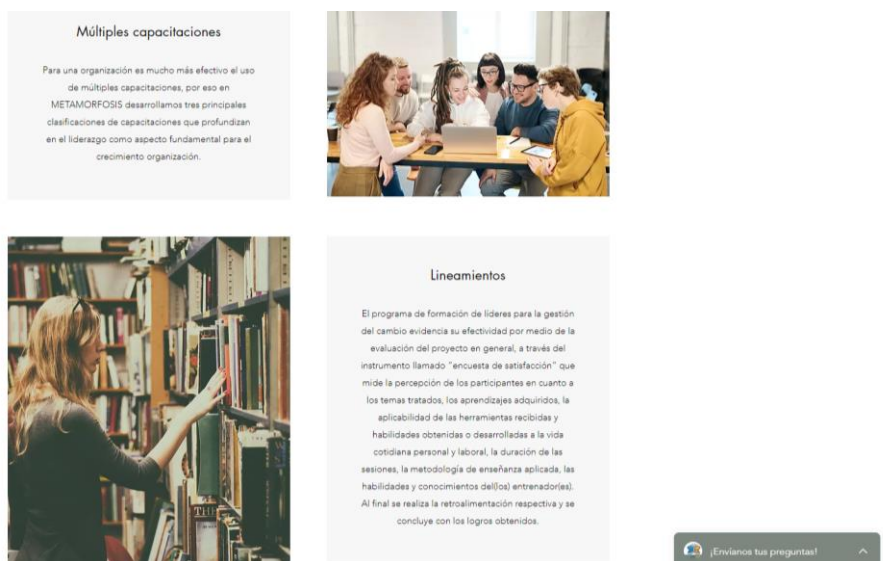 Múltiples capacitaciones
Para una organización es mucho más efectivo el uso
de múltiples capacitaciones, por eso en
METAMORFOSIS desarrollamos tres principales
clasificaciones de capacitaciones que profundizan
en el liderazgo como aspecto fundamental para el
crecimiento organización.
Lineamientos
El programa de formación de líderes para la gestión
del cambio evidencia su efectividad por medio de la
evaluación del proyecto en general, a través del
instrumento llamado "encuesta de satisfacción" que
mide la percepción de los participantes en cuanto a
los temas tratados, los aprendizajes adquiridos, la
aplicabilidad de las herramientas recibidas y
habilidades obtenidas o desarrolladas a la vida
cotidiana personal y laboral, la duración de las
sesiones, la metodología de enseñanza aplicada, las
habilidades y conocimientos del(los) entrenador(es).
Al final se realiza la retroalimentación respectiva y se
concluye con los logros obtenidos.
¡Envíanos tus preguntas!